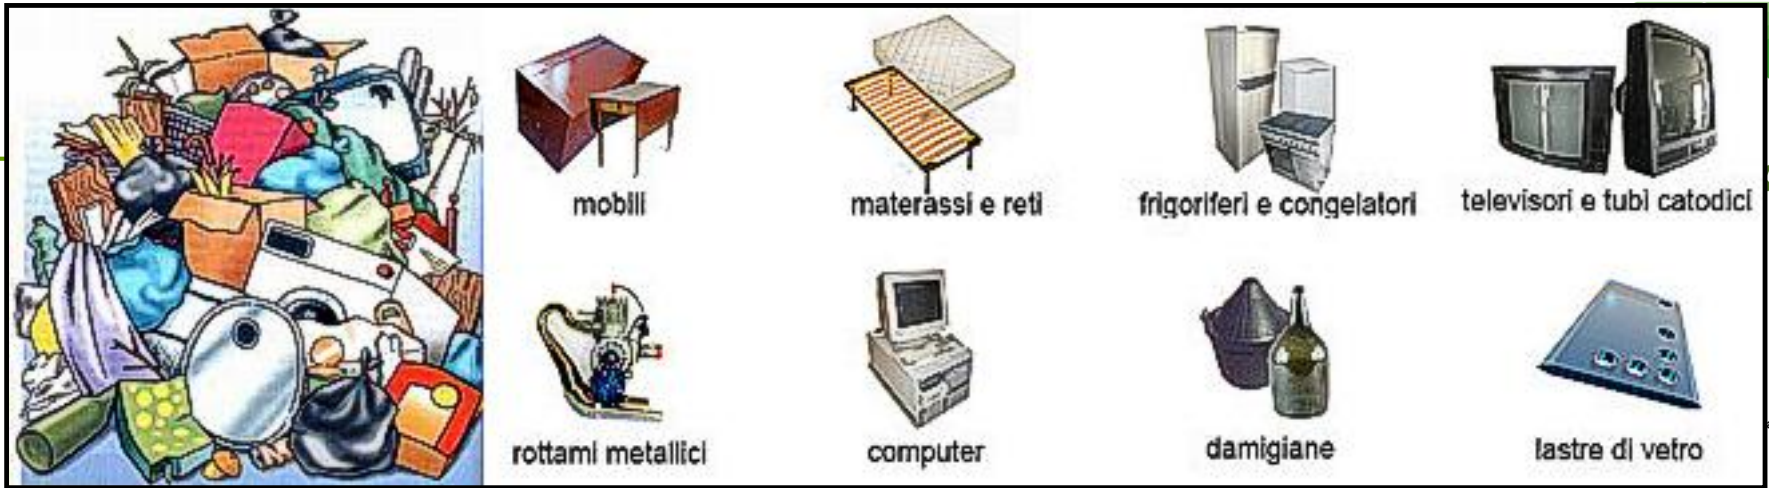 mobili
materassi e reti
frigoriferi e congelatori
televisori e tubi catodici
rottami metallici
computer
damigiane
lastre di vetro